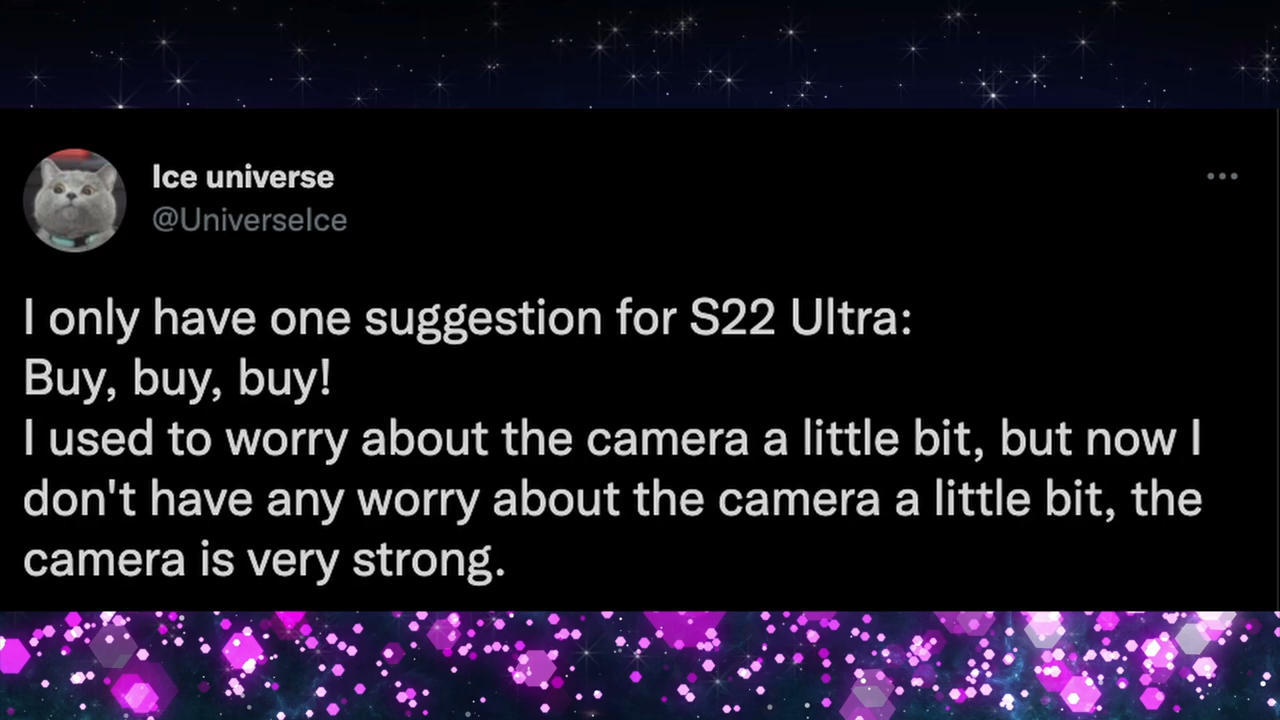 Ice universe
@UniverseIce
I only have one suggestion for S22 Ultra:
Buy, buy, buy!
I used to worry about the camera a little bit, but now I
don't have any worry about the camera a little bit, the
camera is very strong.